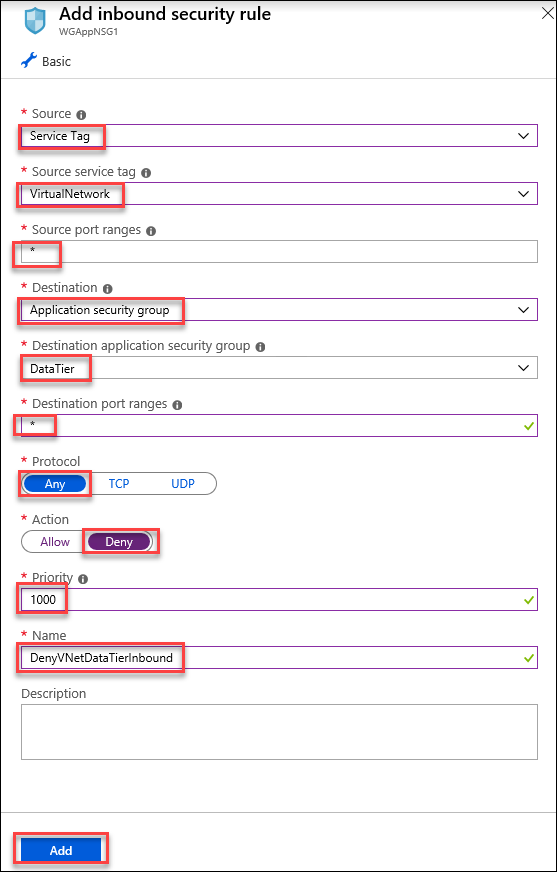 Add inbound security rule
WGAppNSG1
Basic
* Source
Service Tag
* Source service tag
VirtualNetwork
* Source port ranges
*
* Destination
Application security group
* Destination application security group
DataTier
* Destination port ranges
*
* Protocol
Any TCP UDP
* Action
Allow Deny
* Priority
1000
* Name
DenyVNetDataTierInbound
Description
Add